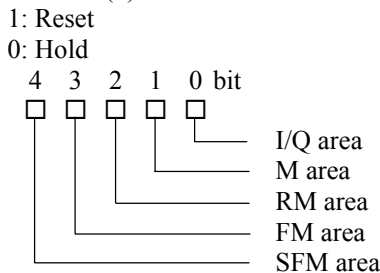 1: Reset
0: Hold
4 3 2 1 0 bit
I/Q area
M area
RM area
FM area
SFM area